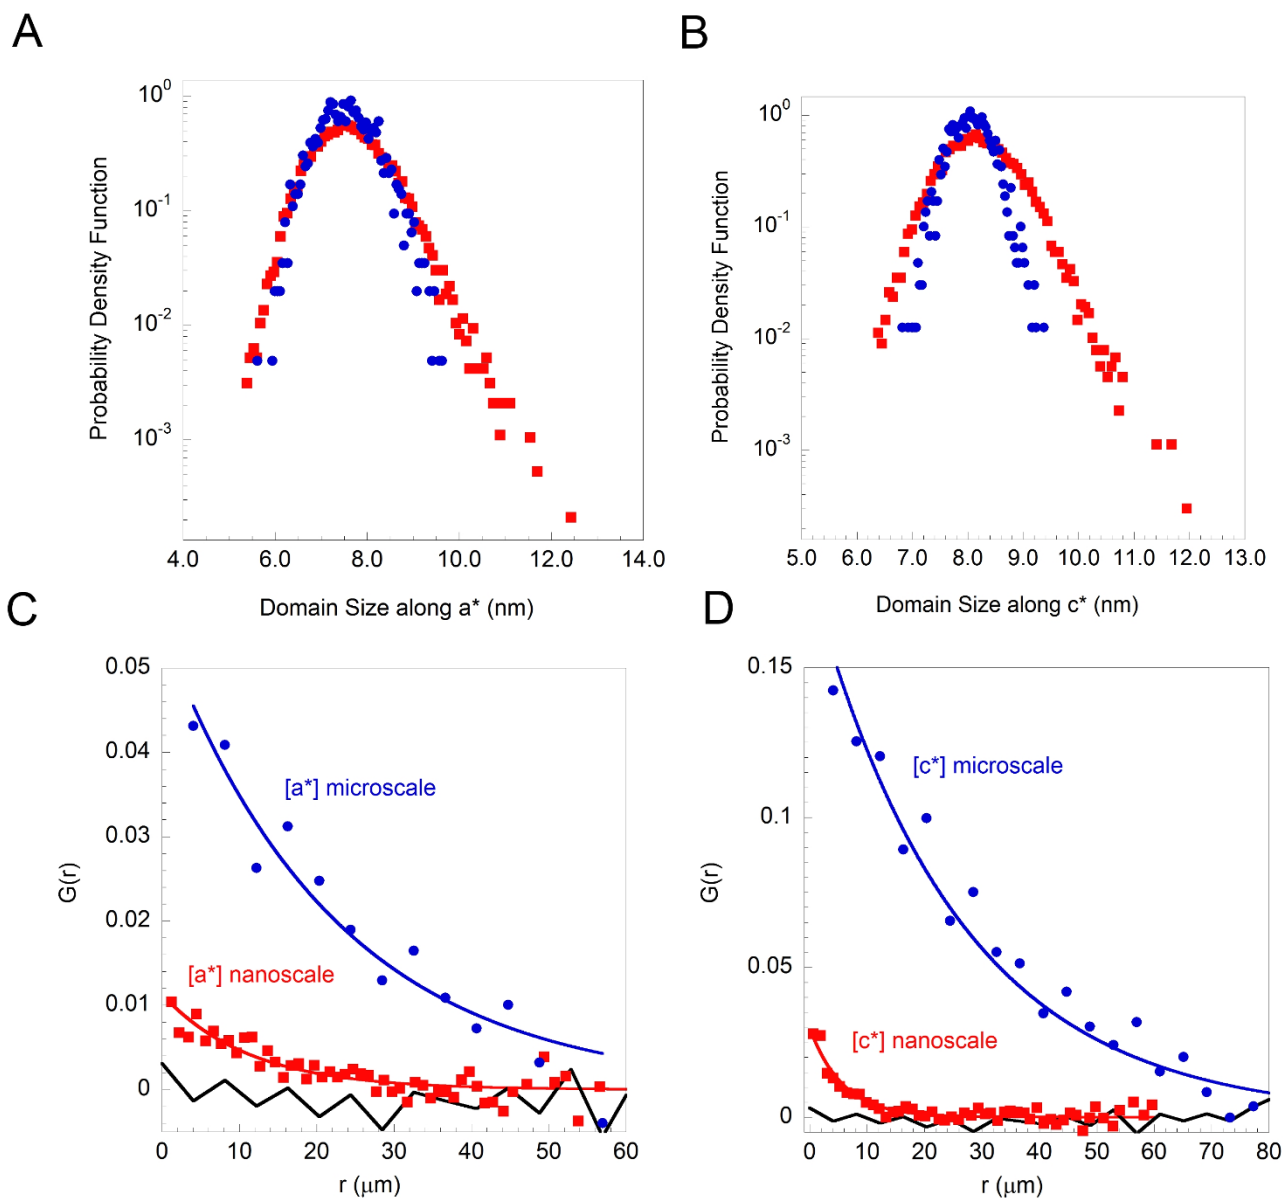 A
B
10^0
10^-1
10^-2
10^-3
Probability Density Function
4.0 6.0 8.0 10.0 12.0 14.0
Domain Size along a* (nm)
10^0
10^-1
10^-2
10^-3
Probability Density Function
5.0 6.0 7.0 8.0 9.0 10.0 11.0 12.0 13.0
Domain Size along c* (nm)
C
D
0.05
0.04
0.03
0.02
0.01
0
G(r)
[a*] microscale
[a*] nanoscale
0 10 20 30 40 50 60
r (μm)
0.15
0.1
0.05
0
G(r)
[c*] microscale
[c*] nanoscale
0 10 20 30 40 50 60 70 80
r (μm)